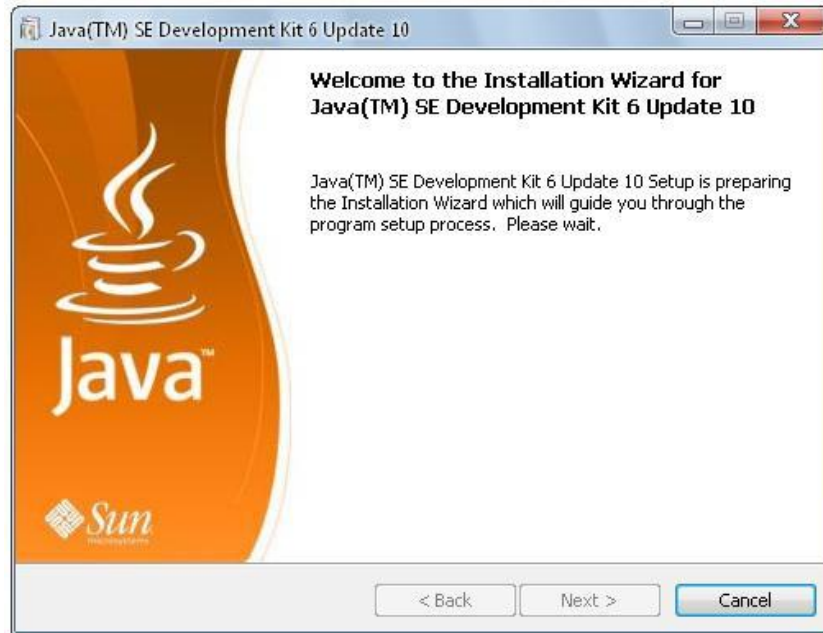 Java(TM) SE Development Kit 6 Update 10
Welcome to the Installation Wizard for
Java(TM) SE Development Kit 6 Update 10
Java(TM) SE Development Kit 6 Update 10 Setup is preparing
the Installation Wizard which will guide you through the
program setup process. Please wait.
Java™
Sun
microsystems
< Back
Next >
Cancel